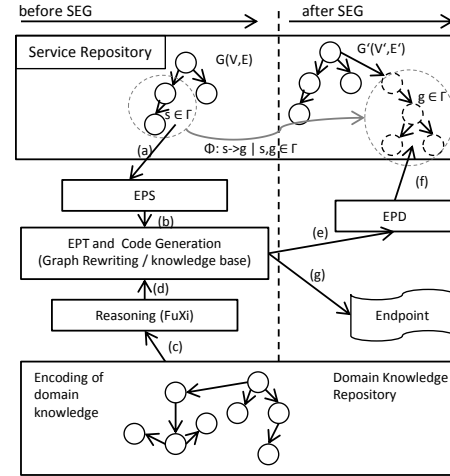 before SEG
after SEG
Service Repository
G(V,E)
G'(V',E')
s ∈ Γ
g ∈ Γ
(a)
Φ: s->g | s,g ∈ Γ
(f)
EPS
(b)
EPD
EPT and Code Generation
(Graph Rewriting / knowledge base)
(e)
(d)
(g)
Reasoning (FuXi)
Endpoint
(c)
Encoding of
domain
knowledge
Domain Knowledge
Repository